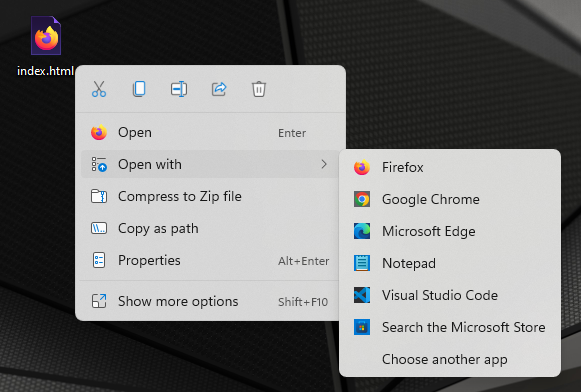 index.html
Open Enter
Open with
Compress to Zip file
Copy as path
Properties Alt+Enter
Show more options Shift+F10
Firefox
Google Chrome
Microsoft Edge
Notepad
Visual Studio Code
Search the Microsoft Store
Choose another app